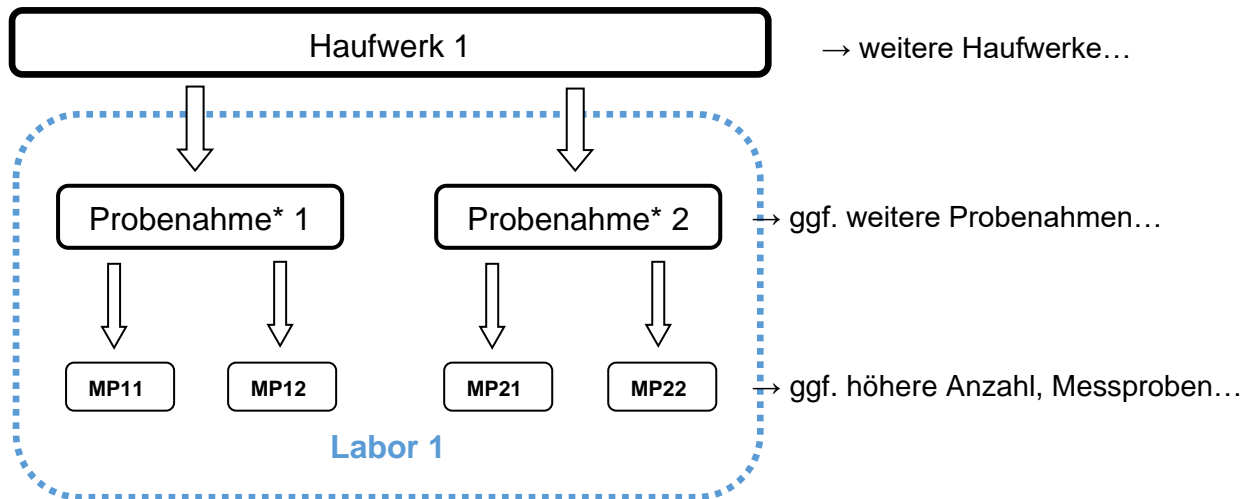 Haufwerk 1
→ weitere Haufwerke…
Probenahme* 1
Probenahme* 2
→ ggf. weitere Probenahmen…
MP11
MP12
MP21
MP22
→ ggf. höhere Anzahl, Messproben…
Labor 1